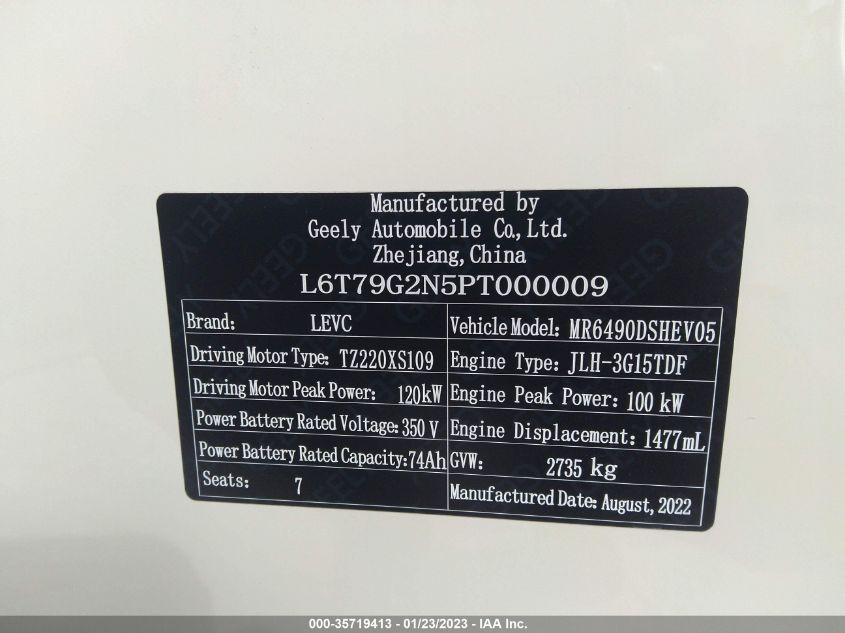 Manufactured by
Geely Automobile Co., Ltd.
Zhejiang, China
L6T79G2N5PT000009
Brand: LEVC
Vehicle Model: MR6490DSHEV05
Driving Motor Type: TZ220XS109
Engine Type: JLH-3G15TDF
Driving Motor Peak Power: 120kW
Engine Peak Power: 100 kW
Power Battery Rated Voltage: 350 V
Engine Displacement: 1477mL
Power Battery Rated Capacity: 74Ah
GVW: 2735 kg
Seats: 7
Manufactured Date: August, 2022
000-35719413 - 01/23/2023 - IAA Inc.